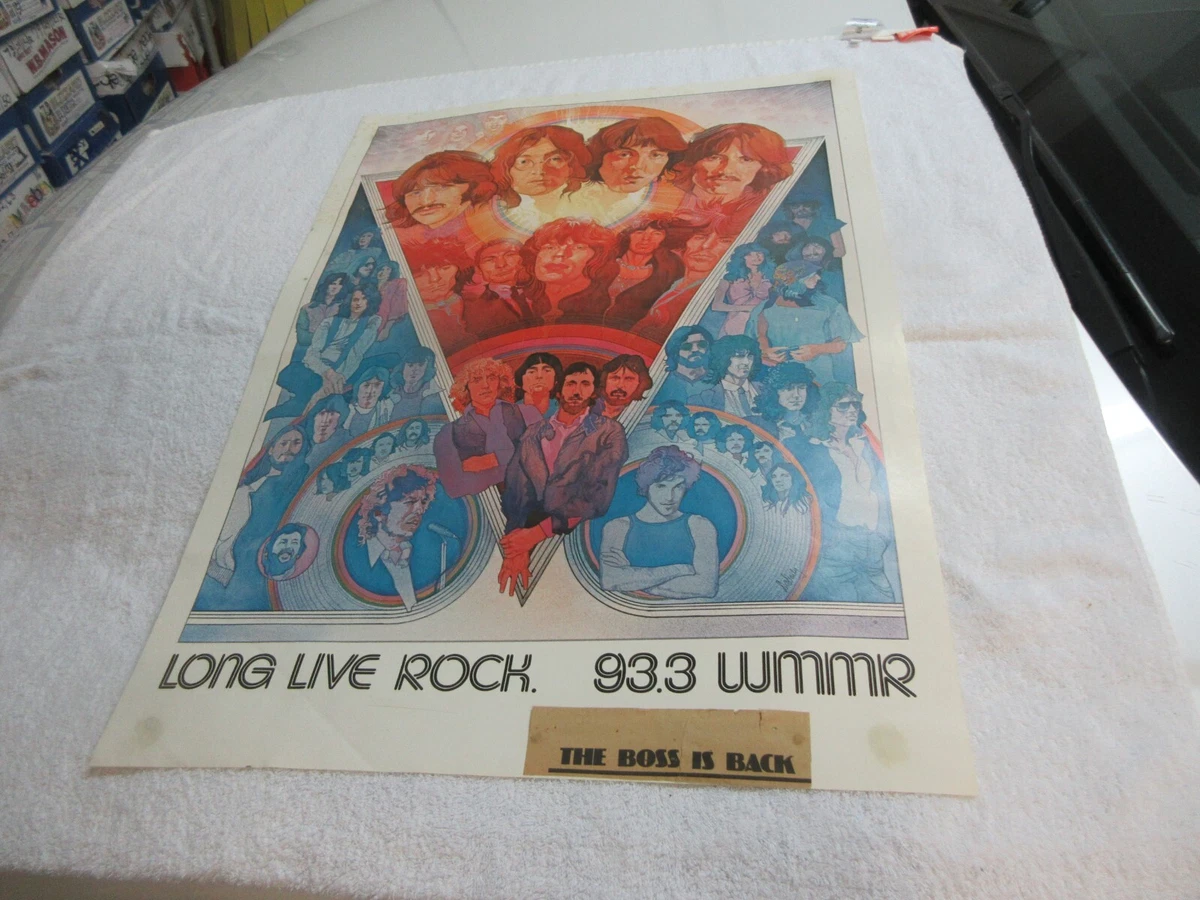 LONG LIVE ROCK. 93.3 WMMR
THE BOSS IS BACK